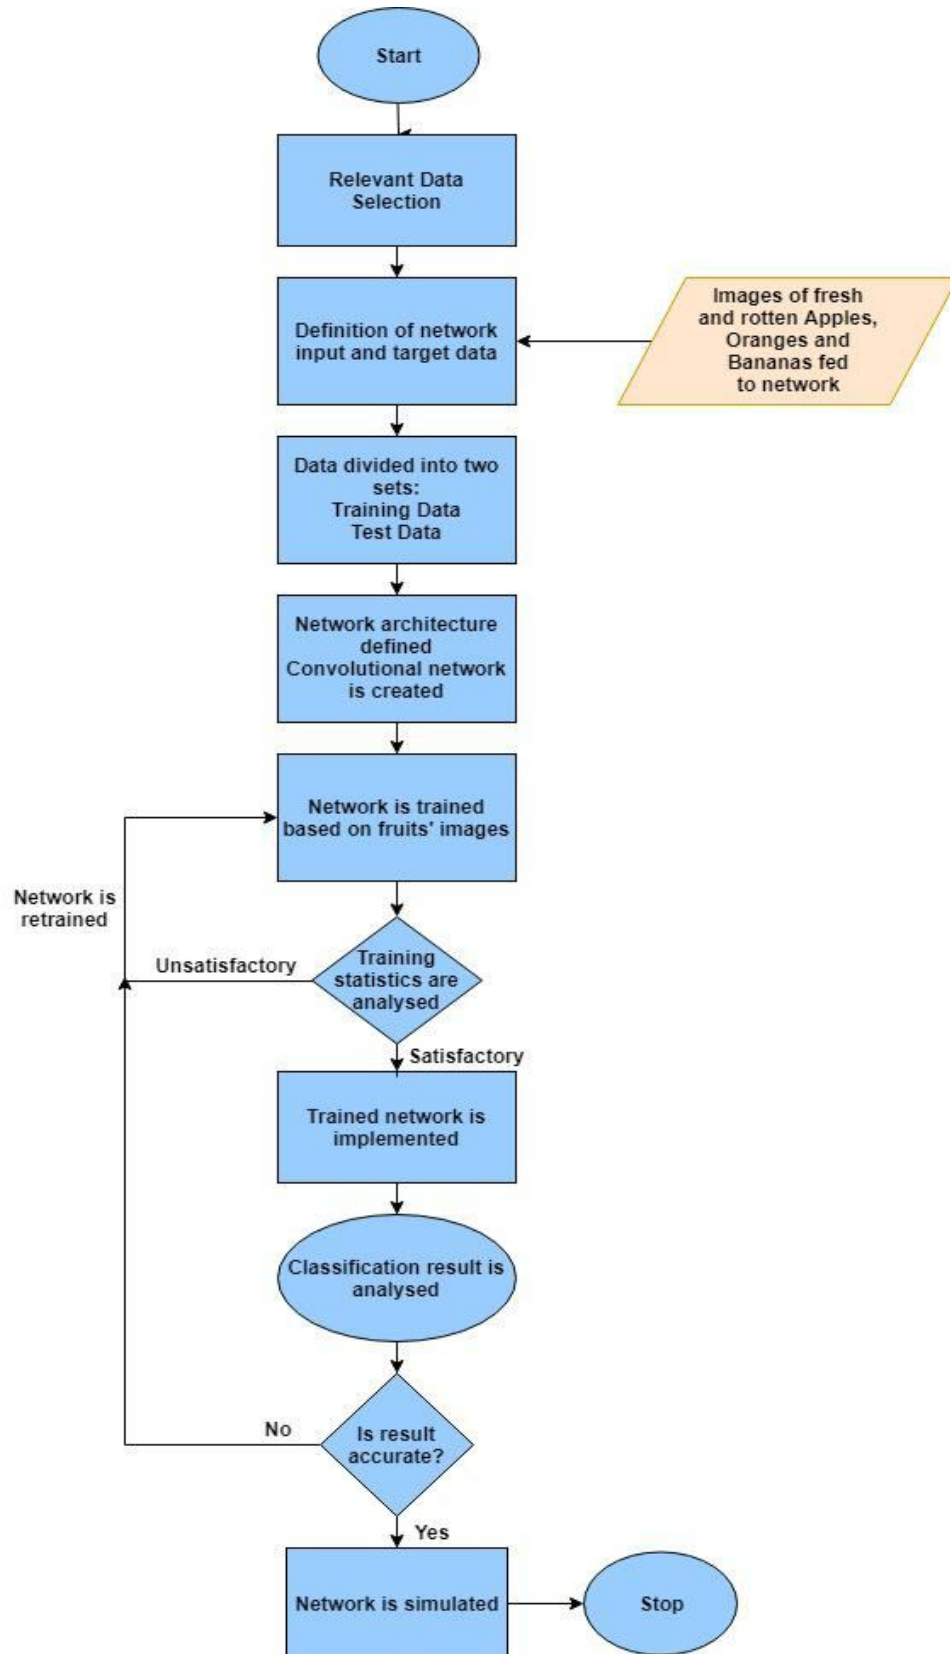 Start
Relevant Data
Selection
Definition of network
input and target data
Images of fresh
and rotten Apples,
Oranges and
Bananas fed
to network
Data divided into two
sets:
Training Data
Test Data
Network architecture
defined
Convolutional network
is created
Network is trained
based on fruits' images
Network is
retrained
Unsatisfactory
Training
statistics are
analysed
Satisfactory
Trained network is
implemented
Classification result is
analysed
No
Is result
accurate?
Yes
Network is simulated
Stop